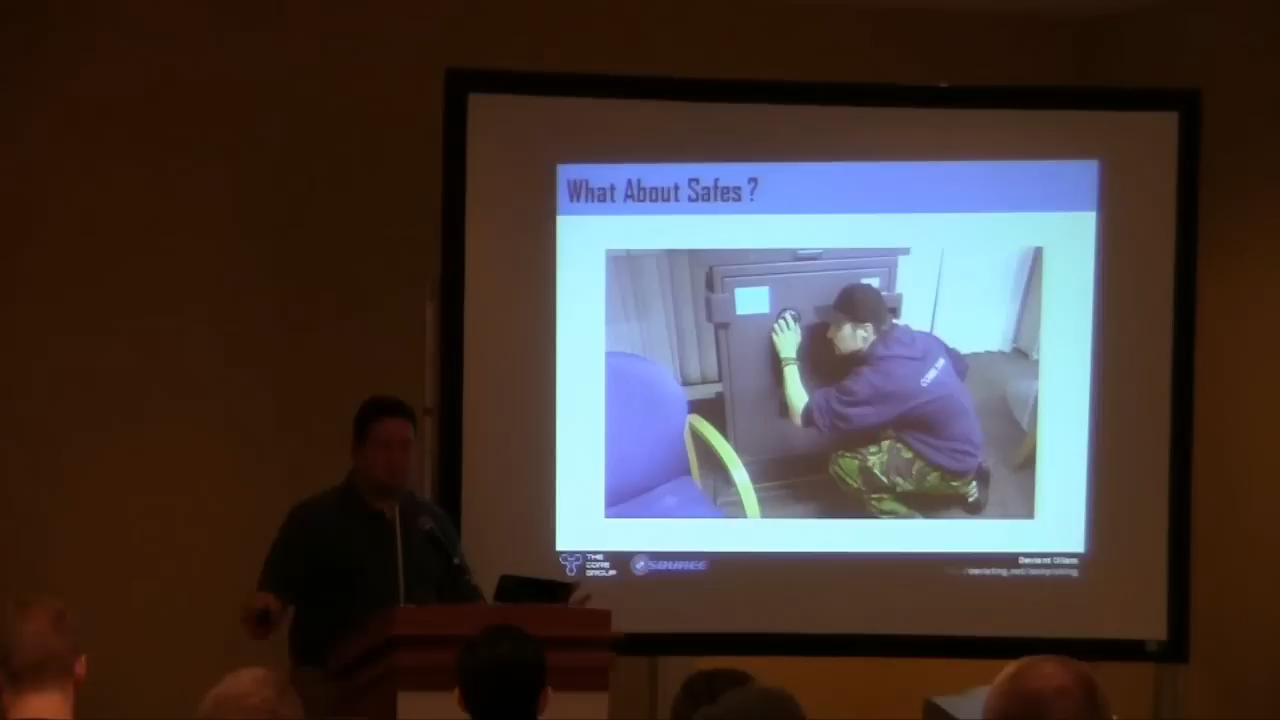 What About Safes ?
THE
CORE
GROUP
SOURCE
Deviant Ollam